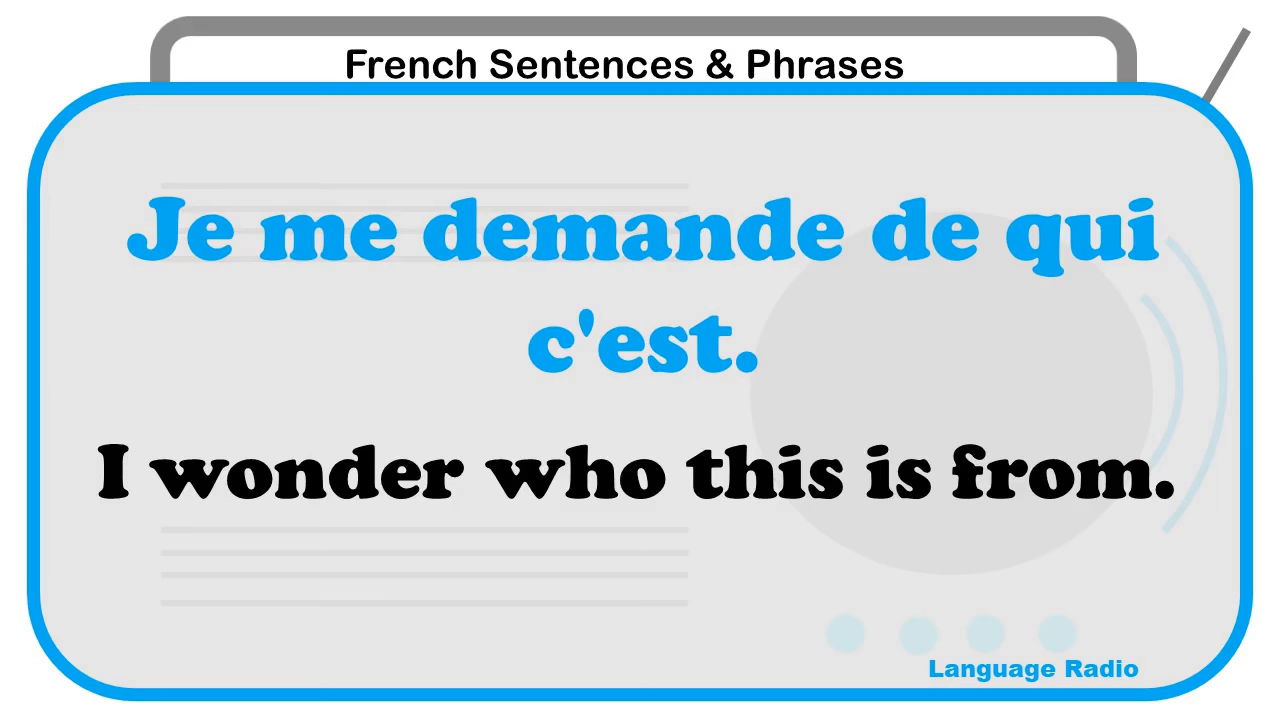 French Sentences & Phrases
Je me demande de qui
c'est.
I wonder who this is from.
Language Radio